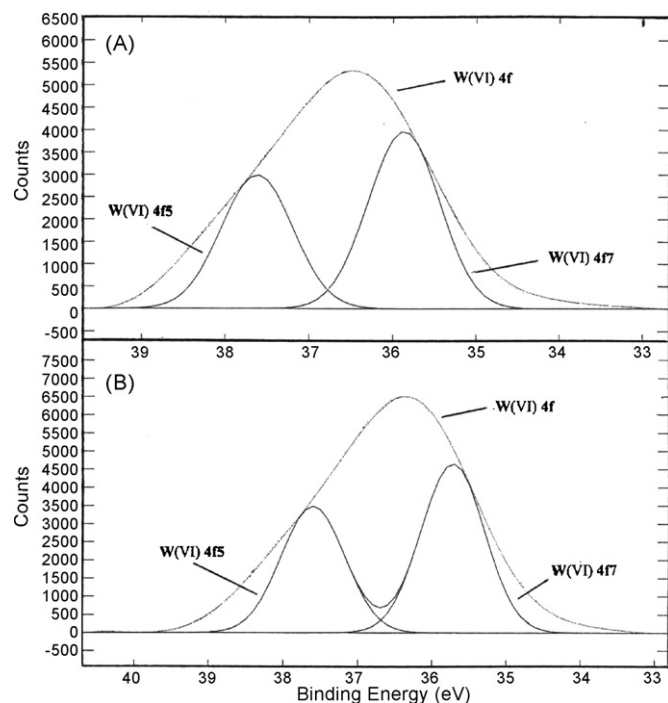 6500
6000
5500
5000
4500
4000
3500
3000
2500
2000
1500
1000
500
0
-500
Counts
(A)
W(VI) 4f
W(VI) 4f5
W(VI) 4f7
39 38 37 36 35 34 33
7500
7000
6500
6000
5500
5000
4500
4000
3500
3000
2500
2000
1500
1000
500
0
-500
Counts
(B)
W(VI) 4f
W(VI) 4f5
W(VI) 4f7
40 39 38 37 36 35 34 33
Binding Energy (eV)